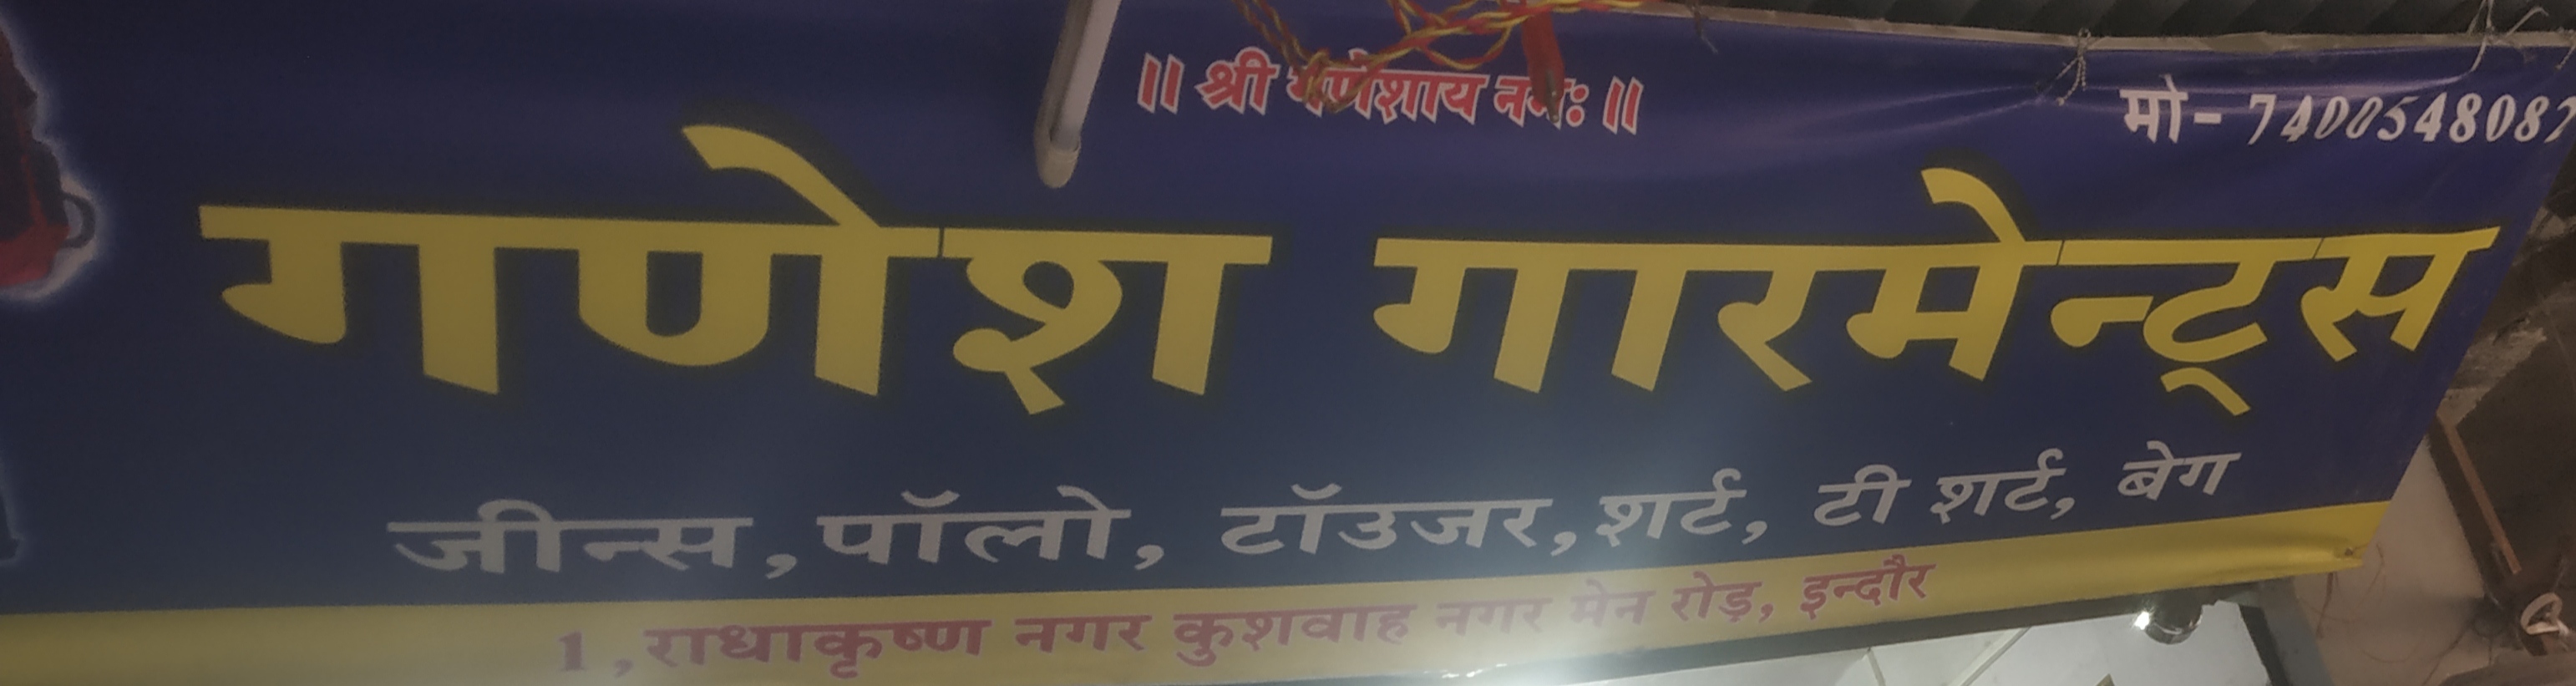 ॥ श्री गणेशाय नमः ॥
मो- 7400548087
गणेश गारमेन्ट्स
जीन्स, पॉलो, टॉउजर, शर्ट, टी शर्ट, बेग
1, राधाकृष्ण नगर कुशवाह नगर मेन रोड़, इन्दौर